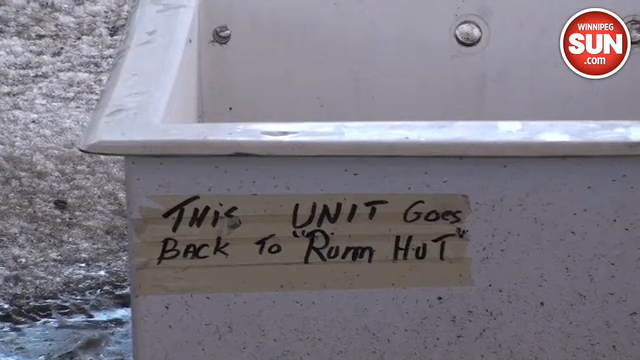 WINNIPEG
SUN
.com
THIS UNIT GOES
BACK TO "RUMM HUT"